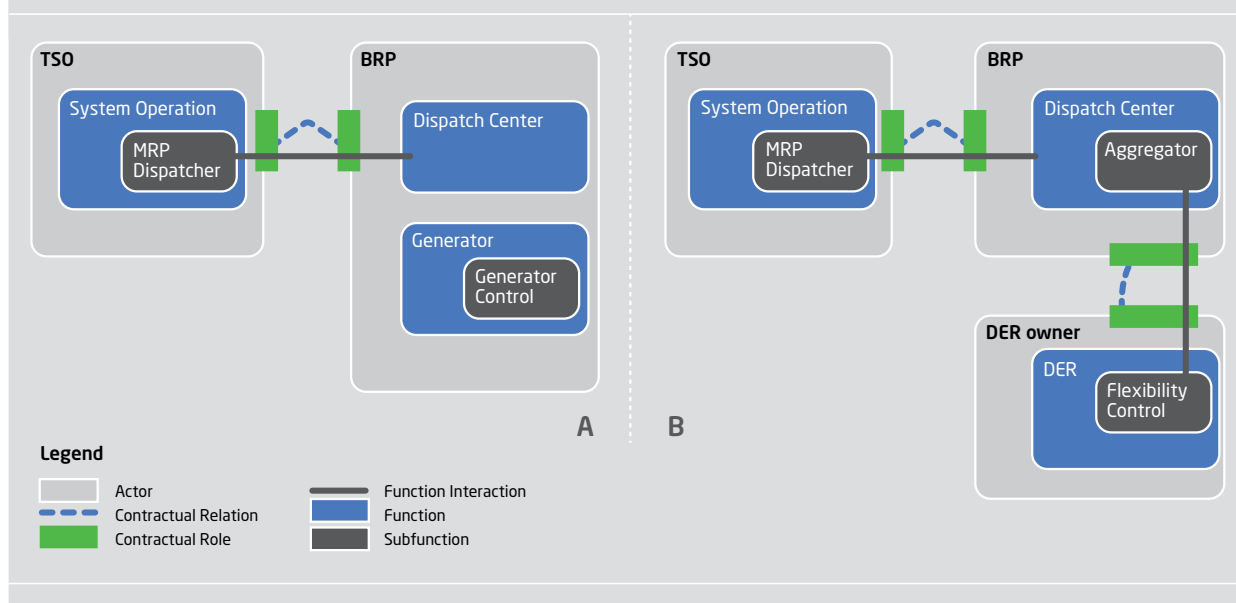 TSO
System Operation
MRP
Dispatcher
BRP
Dispatch Center
Generator
Generator
Control
A
TSO
System Operation
MRP
Dispatcher
BRP
Dispatch Center
Aggregator
DER owner
DER
Flexibility
Control
B
Legend
Actor
Contractual Relation
Contractual Role
Function Interaction
Function
Subfunction